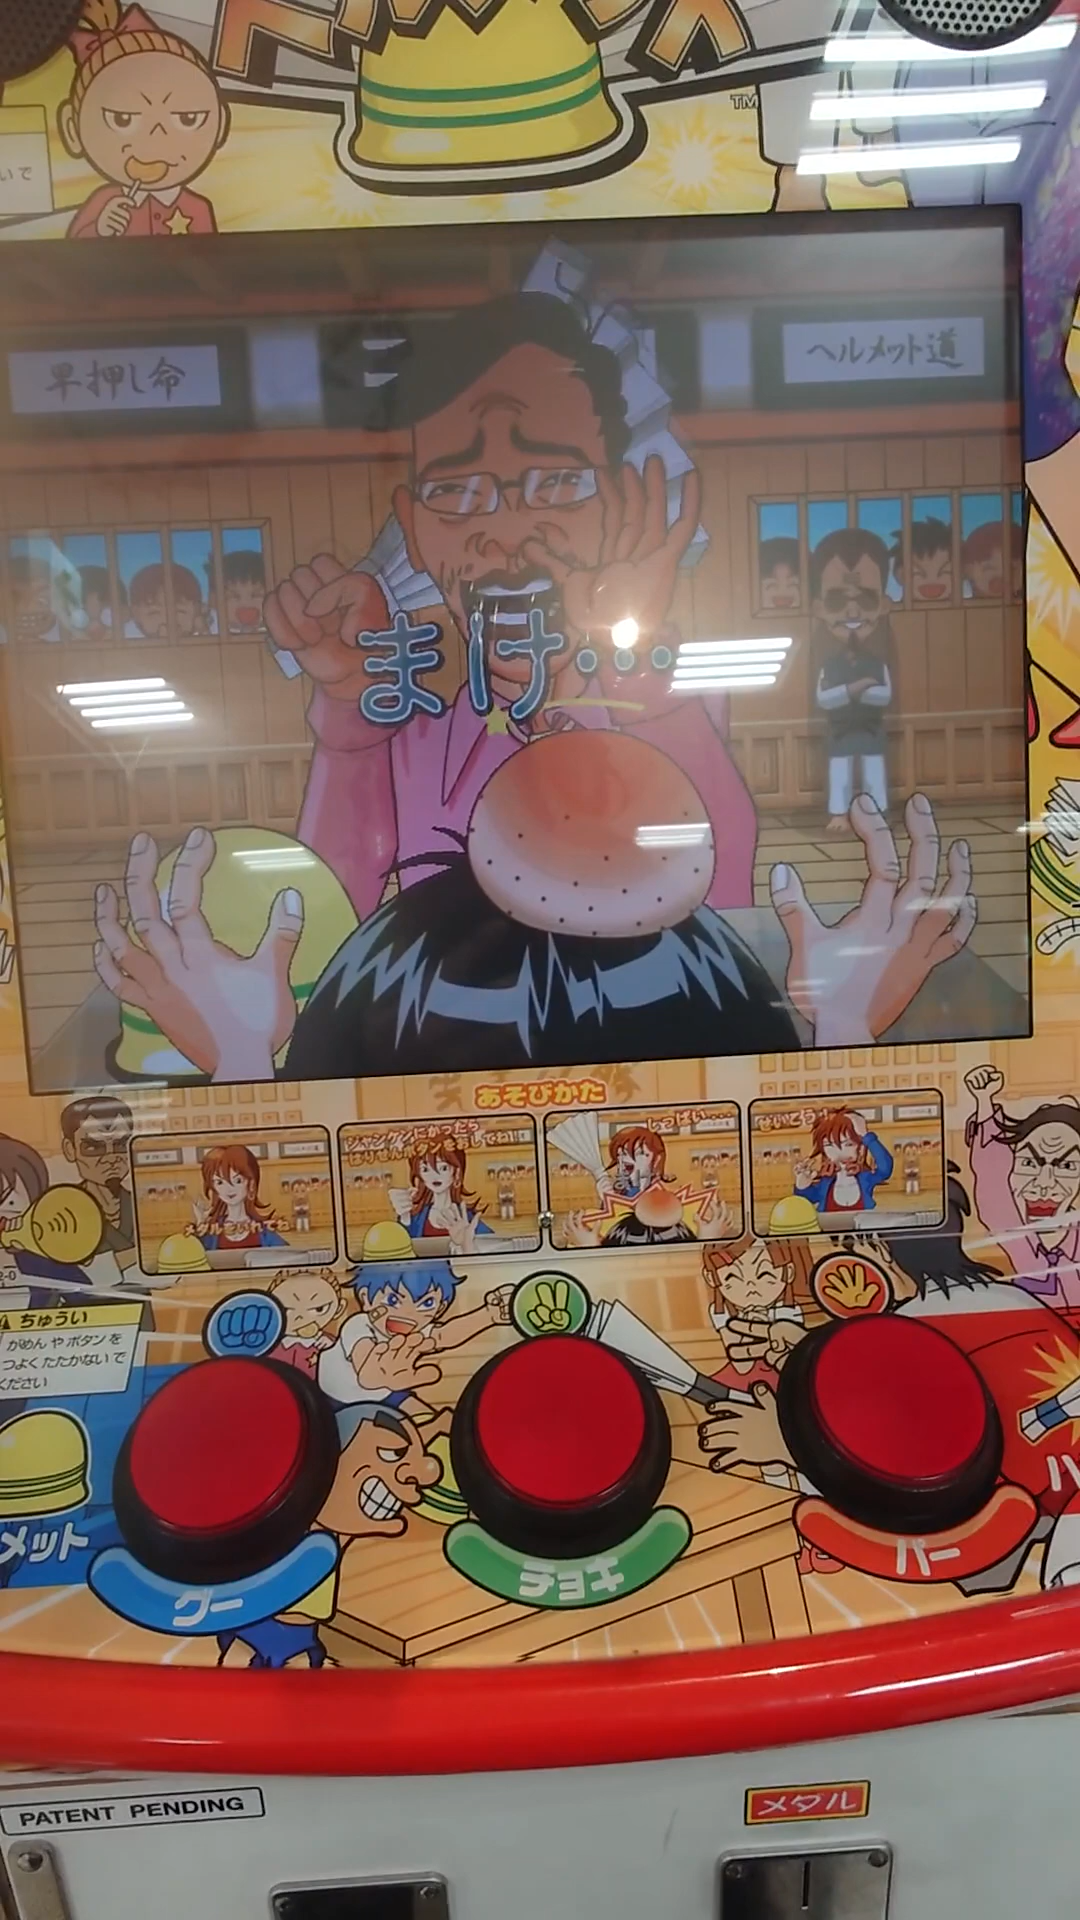 TM
いで
早押し命
ヘルメット道
まけ…
あそびかた
メダルをいれてね
ジャンケンにかったら
はりせんボタンをおしてね!!
しっぱい…
せいこう!
ちゅうい
がめんやボタンを
つよくたたかないで
ください
メット
グー
チョキ
パー
ハ
PATENT PENDING
メダル